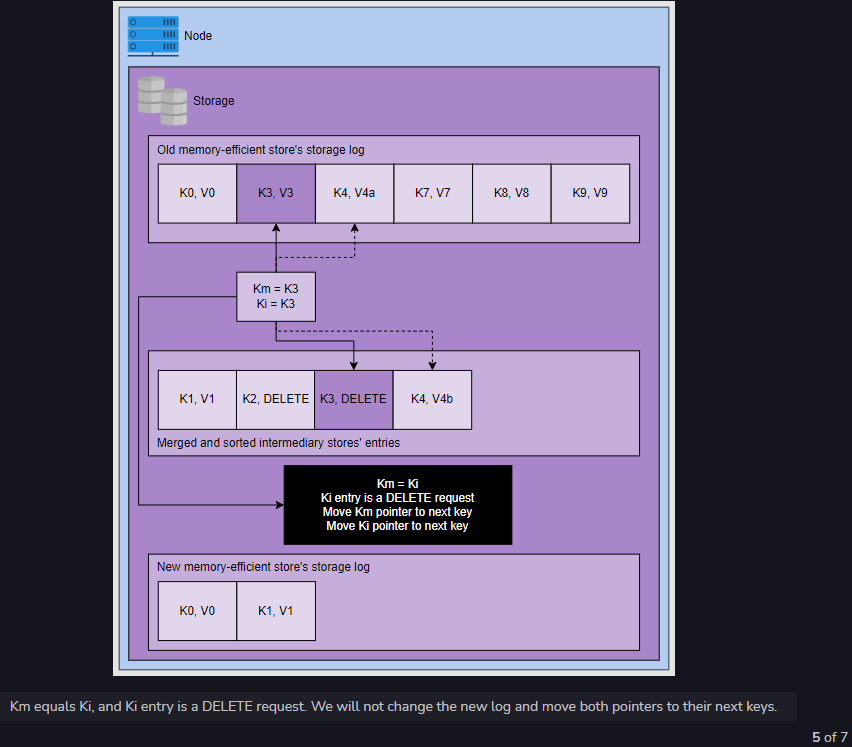 Node
Storage
Old memory-efficient store's storage log
K0, V0
K3, V3
K4, V4a
K7, V7
K8, V8
K9, V9
Km = K3
Ki = K3
K1, V1
K2, DELETE
K3, DELETE
K4, V4b
Merged and sorted intermediary stores' entries
Km = Ki
Ki entry is a DELETE request
Move Km pointer to next key
Move Ki pointer to next key
New memory-efficient store's storage log
K0, V0
K1, V1
Km equals Ki, and Ki entry is a DELETE request. We will not change the new log and move both pointers to their next keys.
5 of 7